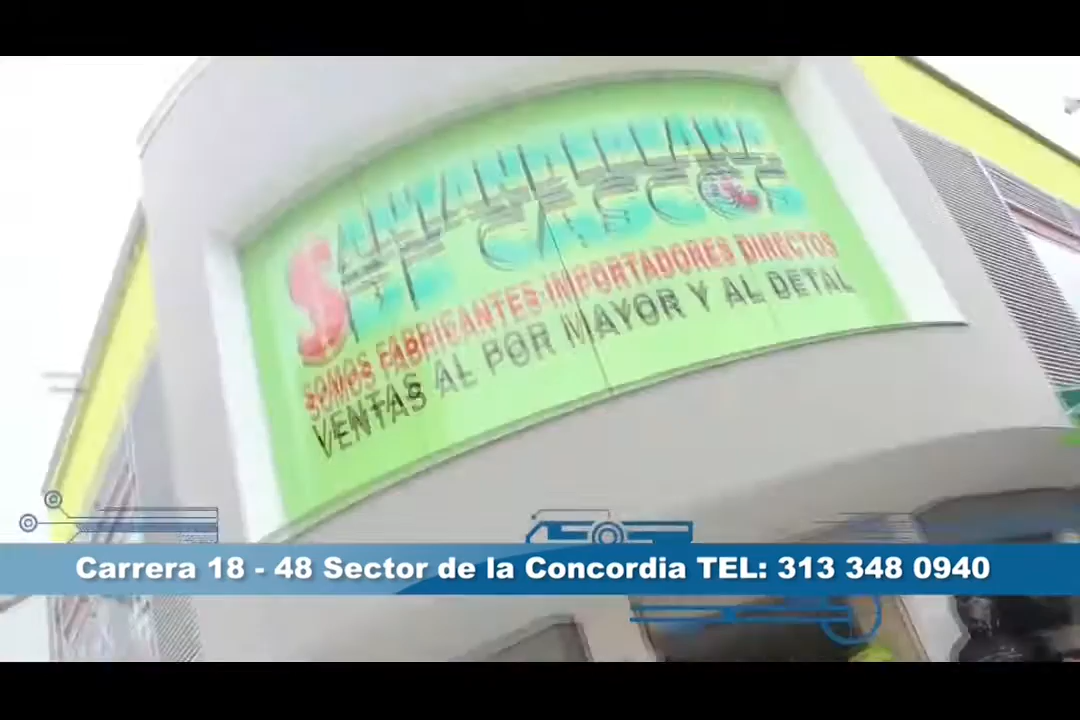 SANTANDEREANA
DE CASCOS
SOMOS FABRICANTES-IMPORTADORES DIRECTOS
VENTAS AL POR MAYOR Y AL DETAL
Carrera 18 - 48 Sector de la Concordia TEL: 313 348 0940